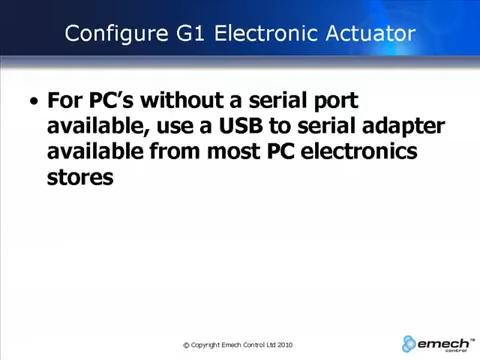 Configure G1 Electronic Actuator
• For PC's without a serial port
available, use a USB to serial adapter
available from most PC electronics
stores
© Copyright Emech Control Ltd 2010
emech™
control